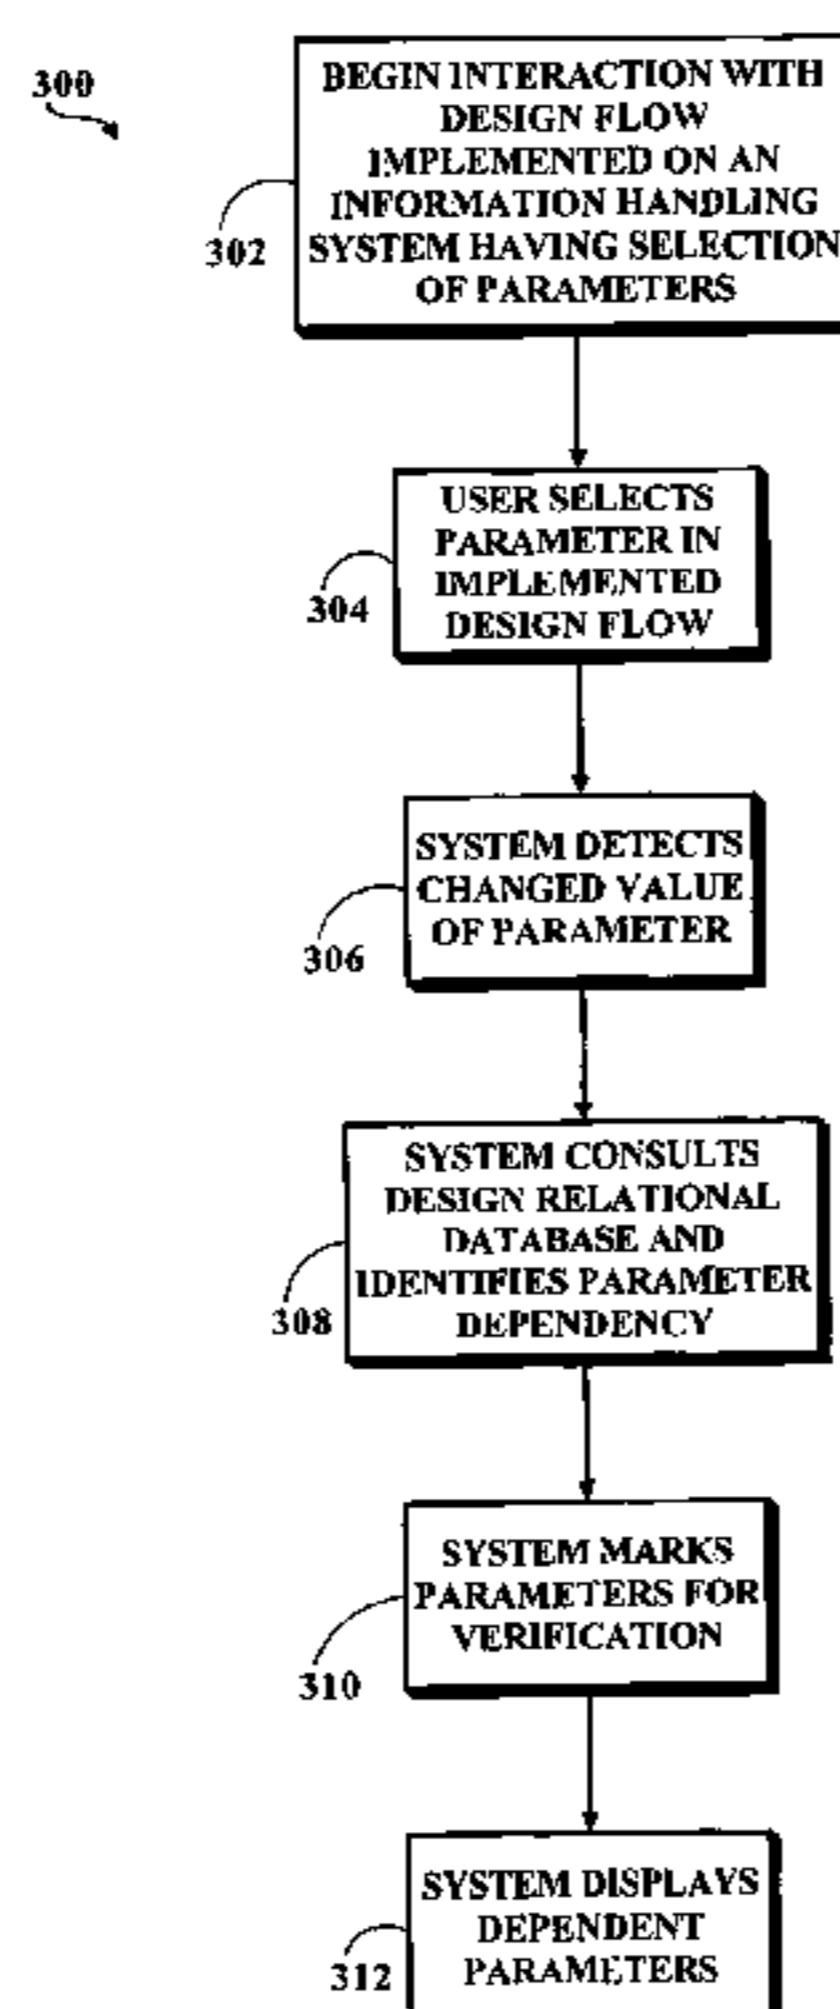 300
BEGIN INTERACTION WITH
DESIGN FLOW
IMPLEMENTED ON AN
INFORMATION HANDLING
SYSTEM HAVING SELECTION
OF PARAMETERS
302
USER SELECTS
PARAMETER IN
IMPLEMENTED
DESIGN FLOW
304
SYSTEM DETECTS
CHANGED VALUE
OF PARAMETER
306
SYSTEM CONSULTS
DESIGN RELATIONAL
DATABASE AND
IDENTIFIES PARAMETER
DEPENDENCY
308
SYSTEM MARKS
PARAMETERS FOR
VERIFICATION
310
SYSTEM DISPLAYS
DEPENDENT
PARAMETERS
312